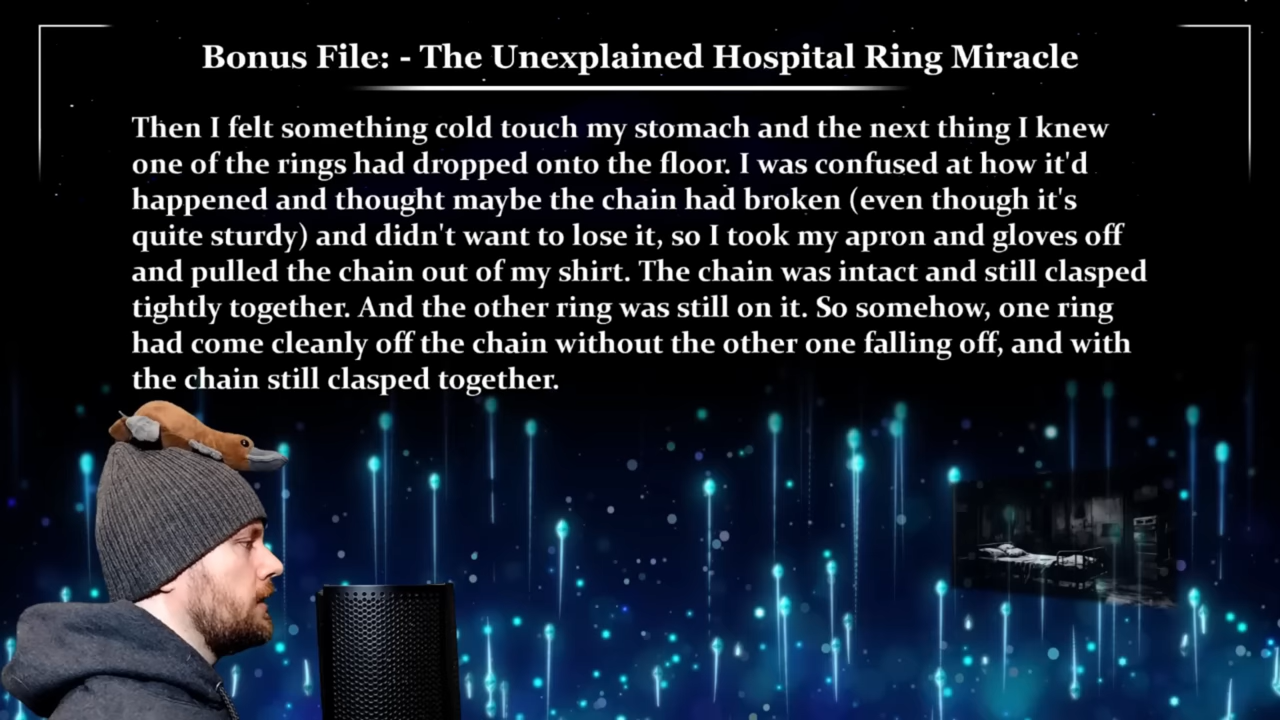 Bonus File: - The Unexplained Hospital Ring Miracle
Then I felt something cold touch my stomach and the next thing I knew
one of the rings had dropped onto the floor. I was confused at how it'd
happened and thought maybe the chain had broken (even though it's
quite sturdy) and didn't want to lose it, so I took my apron and gloves off
and pulled the chain out of my shirt. The chain was intact and still clasped
tightly together. And the other ring was still on it. So somehow, one ring
had come cleanly off the chain without the other one falling off, and with
the chain still clasped together.